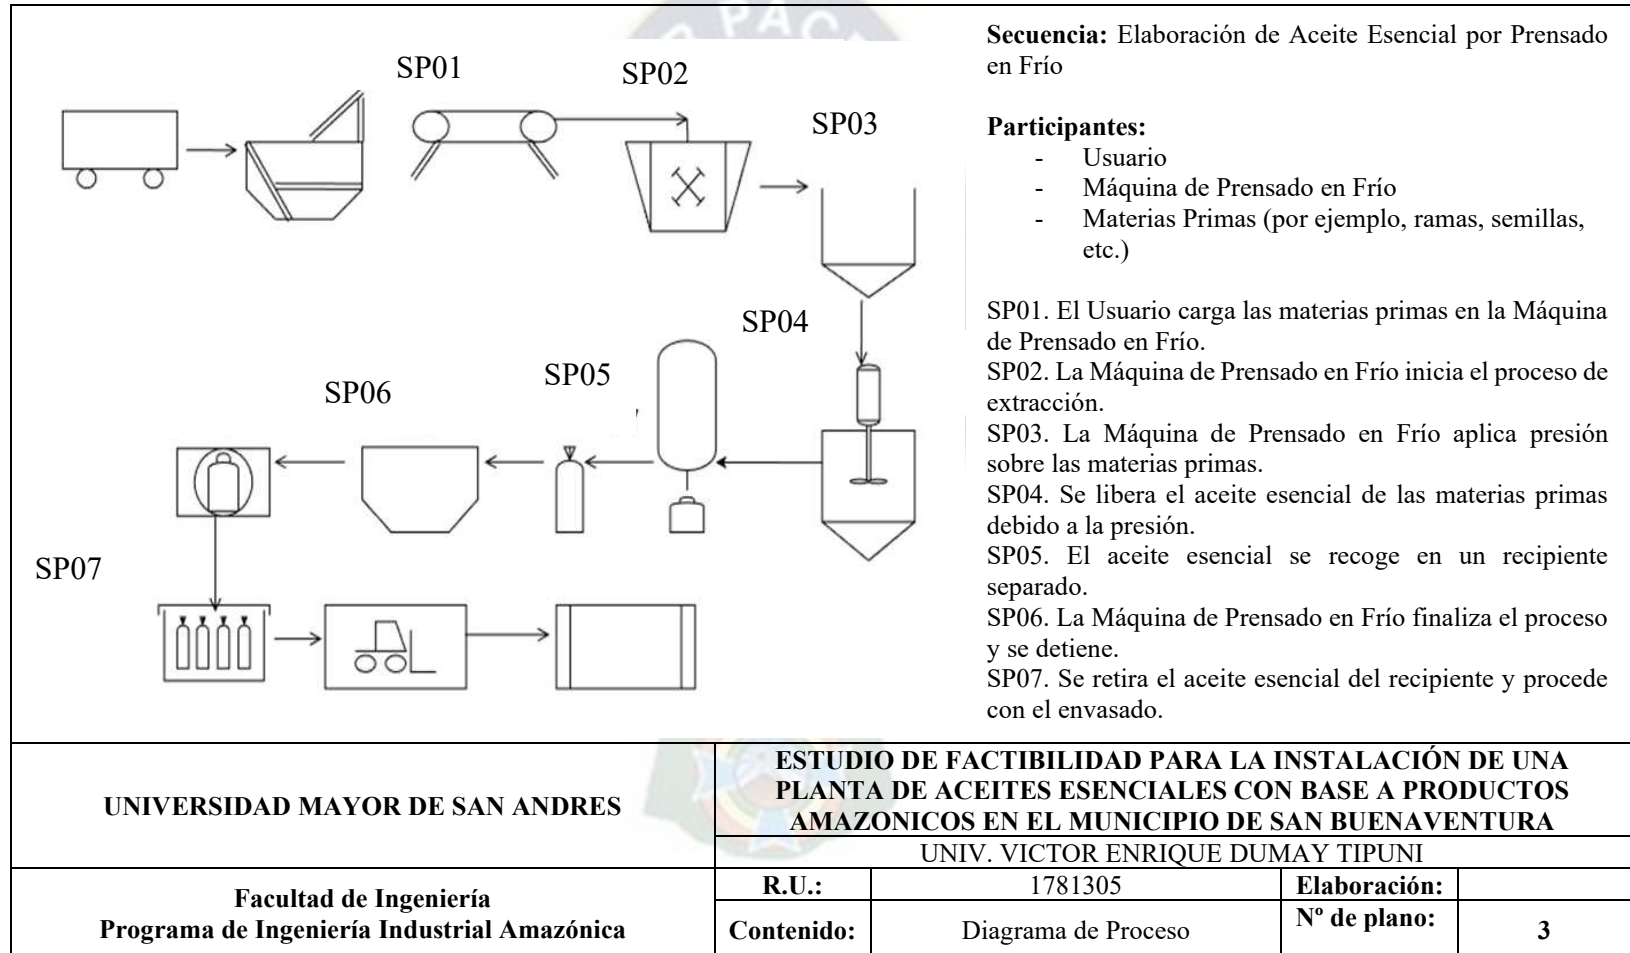 PAC
SP01
SP02
SP03
SP04
SP05
SP06
SP07
Secuencia: Elaboración de Aceite Esencial por Prensado
en Frío
Participantes:
- Usuario
- Máquina de Prensado en Frío
- Materias Primas (por ejemplo, ramas, semillas,
etc.)
SP01. El Usuario carga las materias primas en la Máquina
de Prensado en Frío.
SP02. La Máquina de Prensado en Frío inicia el proceso de
extracción.
SP03. La Máquina de Prensado en Frío aplica presión
sobre las materias primas.
SP04. Se libera el aceite esencial de las materias primas
debido a la presión.
SP05. El aceite esencial se recoge en un recipiente
separado.
SP06. La Máquina de Prensado en Frío finaliza el proceso
y se detiene.
SP07. Se retira el aceite esencial del recipiente y procede
con el envasado.
UNIVERSIDAD MAYOR DE SAN ANDRES
ESTUDIO DE FACTIBILIDAD PARA LA INSTALACIÓN DE UNA
PLANTA DE ACEITES ESENCIALES CON BASE A PRODUCTOS
AMAZONICOS EN EL MUNICIPIO DE SAN BUENAVENTURA
UNIV. VICTOR ENRIQUE DUMAY TIPUNI
Facultad de Ingeniería
Programa de Ingeniería Industrial Amazónica
R.U.: 1781305 Elaboración:
Contenido: Diagrama de Proceso Nº de plano: 3